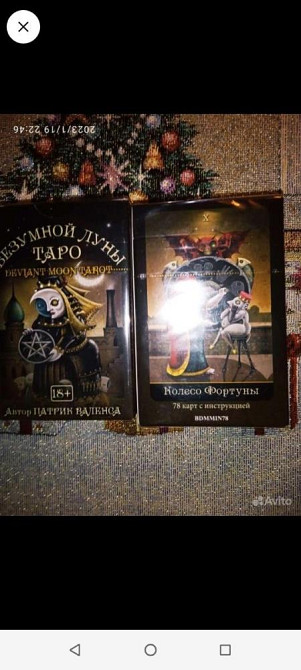 2023/1/19 22:46
БЕЗУМНОЙ ЛУНЫ
ТАРО
DEVIANT MOON TAROT
18+
Автор ПАТРИК ВАЛЕНСА
X
Колесо Фортуны
78 карт с инструкцией
BDMMIN78
Avito